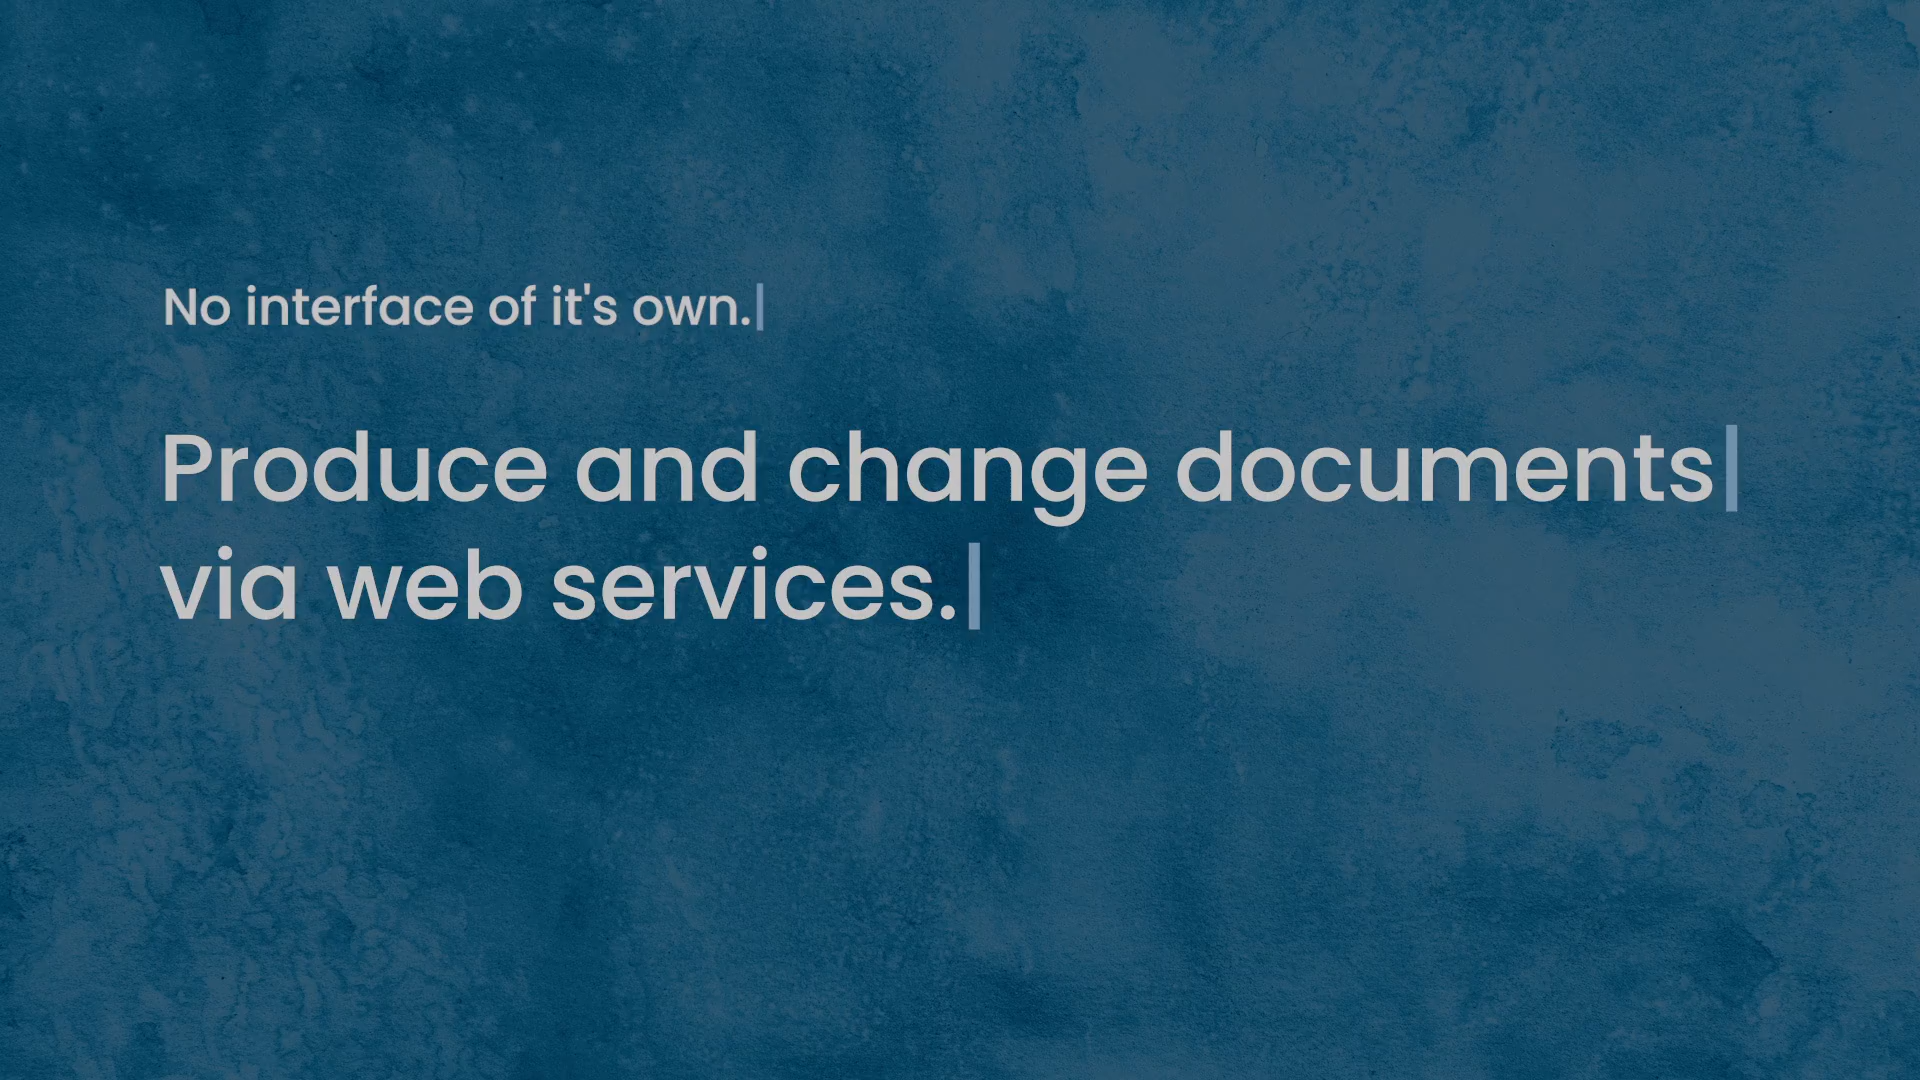 No interface of it's own.
Produce and change documents
via web services.